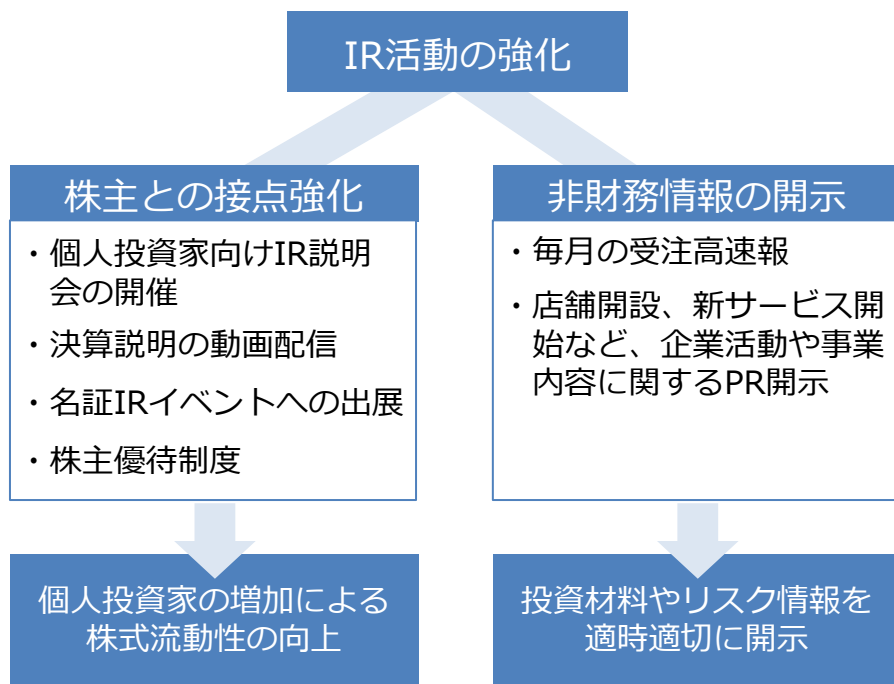 IR活動の強化
株主との接点強化
・個人投資家向けIR説明
会の開催
・決算説明の動画配信
・名証IRイベントへの出展
・株主優待制度
個人投資家の増加による
株式流動性の向上
非財務情報の開示
・毎月の受注高速報
・店舗開設、新サービス開
始など、企業活動や事業
内容に関するPR開示
投資材料やリスク情報を
適時適切に開示